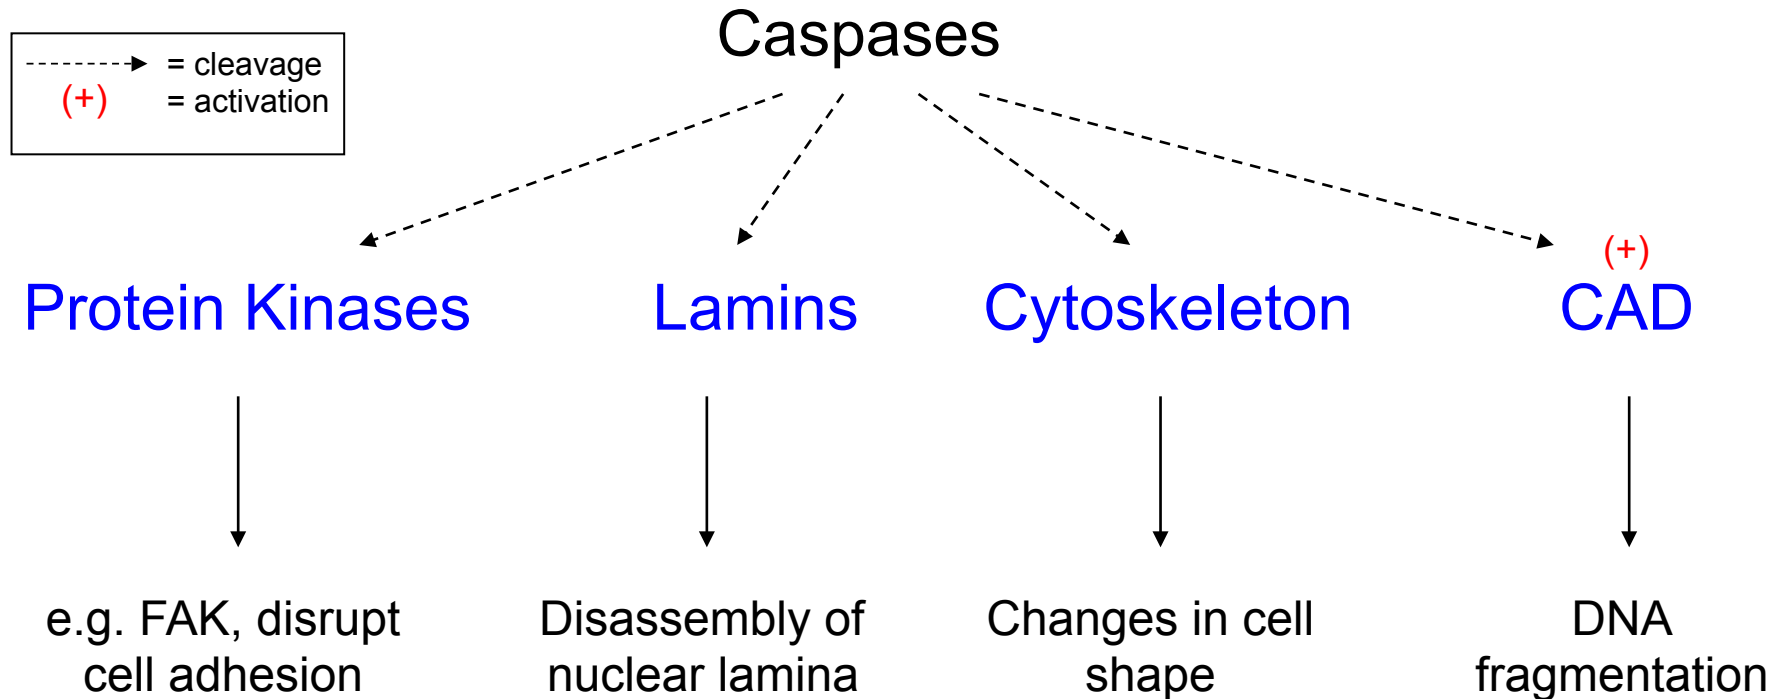 Caspases
= cleavage
(+) = activation
(+)
Protein Kinases
Lamins
Cytoskeleton
CAD
e.g. FAK, disrupt
cell adhesion
Disassembly of
nuclear lamina
Changes in cell
shape
DNA
fragmentation